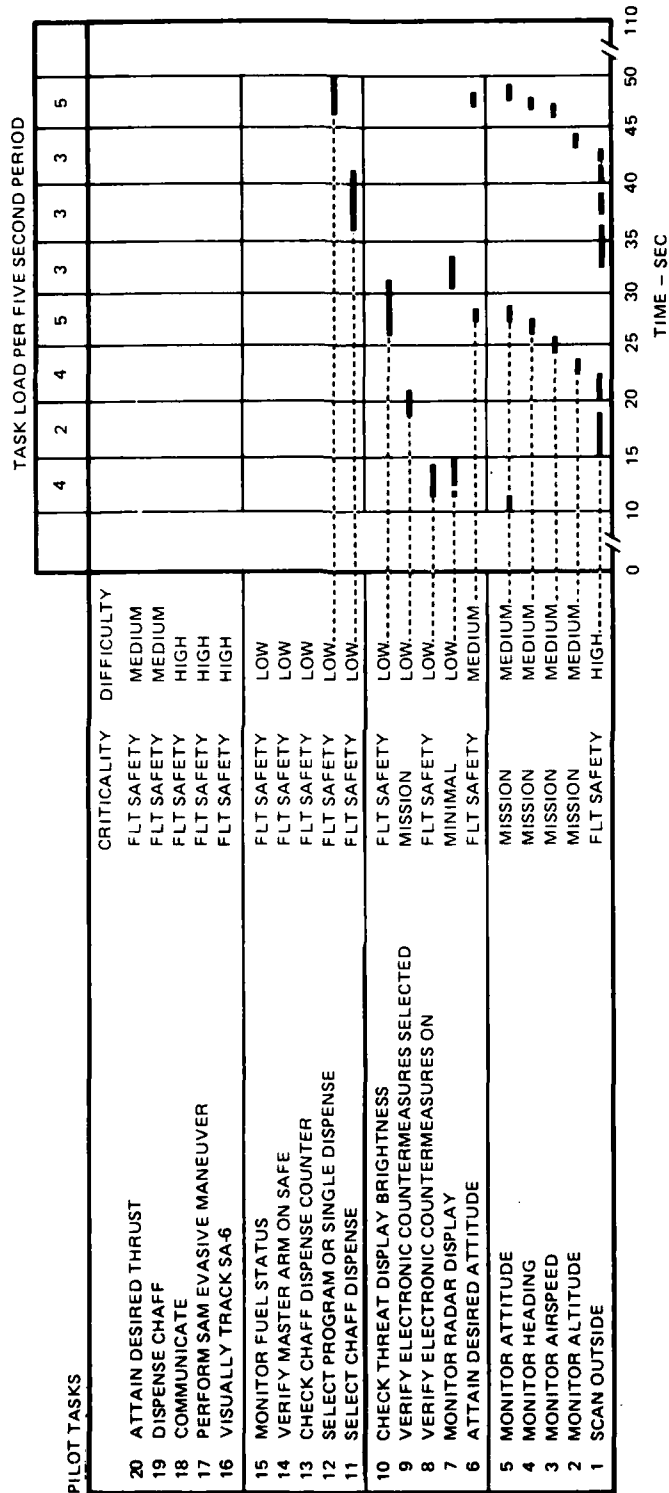 TASK LOAD PER FIVE SECOND PERIOD
4 2 4 5 3 3 3 5
PILOT TASKS CRITICALITY DIFFICULTY
20 ATTAIN DESIRED THRUST FLT SAFETY MEDIUM
19 DISPENSE CHAFF FLT SAFETY MEDIUM
18 COMMUNICATE FLT SAFETY HIGH
17 PERFORM SAM EVASIVE MANEUVER FLT SAFETY HIGH
16 VISUALLY TRACK SA-6 FLT SAFETY HIGH
15 MONITOR FUEL STATUS FLT SAFETY LOW
14 VERIFY MASTER ARM ON SAFE FLT SAFETY LOW
13 CHECK CHAFF DISPENSE COUNTER FLT SAFETY LOW
12 SELECT PROGRAM OR SINGLE DISPENSE FLT SAFETY LOW
11 SELECT CHAFF DISPENSE FLT SAFETY LOW
10 CHECK THREAT DISPLAY BRIGHTNESS FLT SAFETY LOW
9 VERIFY ELECTRONIC COUNTERMEASURES SELECTED MISSION LOW
8 VERIFY ELECTRONIC COUNTERMEASURES ON FLT SAFETY LOW
7 MONITOR RADAR DISPLAY MINIMAL LOW
6 ATTAIN DESIRED ATTITUDE FLT SAFETY MEDIUM
5 MONITOR ATTITUDE MISSION MEDIUM
4 MONITOR HEADING MISSION MEDIUM
3 MONITOR AIRSPEED MISSION MEDIUM
2 MONITOR ALTITUDE MISSION MEDIUM
1 SCAN OUTSIDE FLT SAFETY HIGH
0 10 15 20 25 30 35 40 45 50 110
TIME – SEC